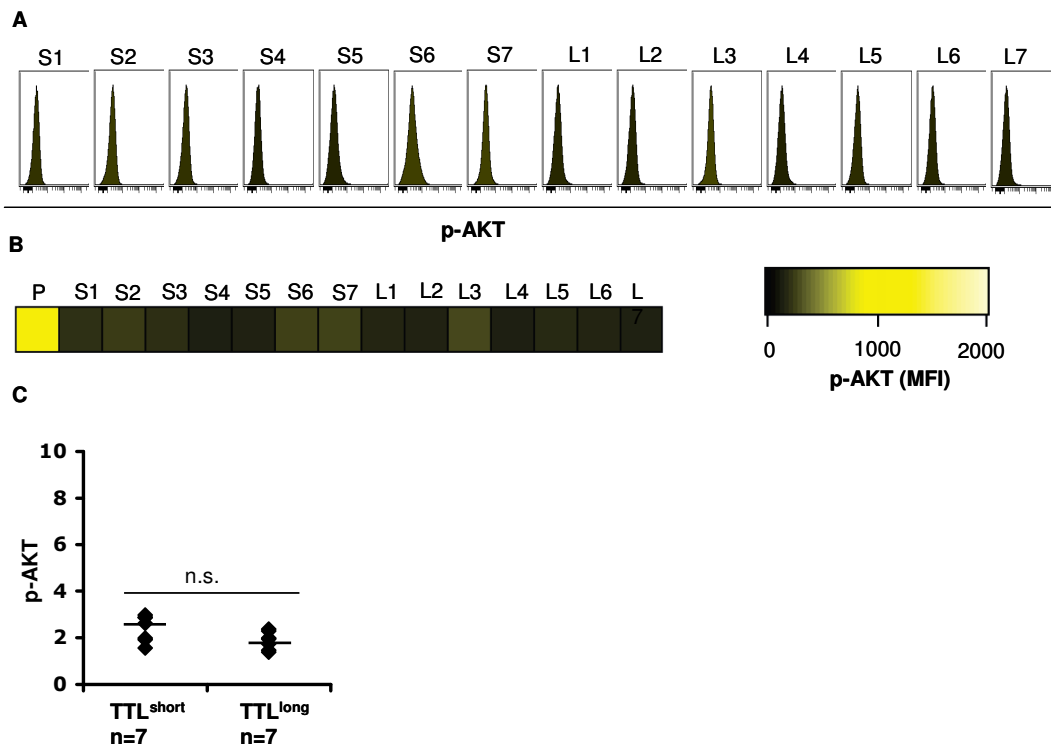 A
S1 S2 S3 S4 S5 S6 S7 L1 L2 L3 L4 L5 L6 L7
p-AKT
B
P S1 S2 S3 S4 S5 S6 S7 L1 L2 L3 L4 L5 L6 L
7
0 1000 2000
p-AKT (MFI)
C
10
8
6
4
2
0
p-AKT
n.s.
TTLshort TTLlong
n=7 n=7